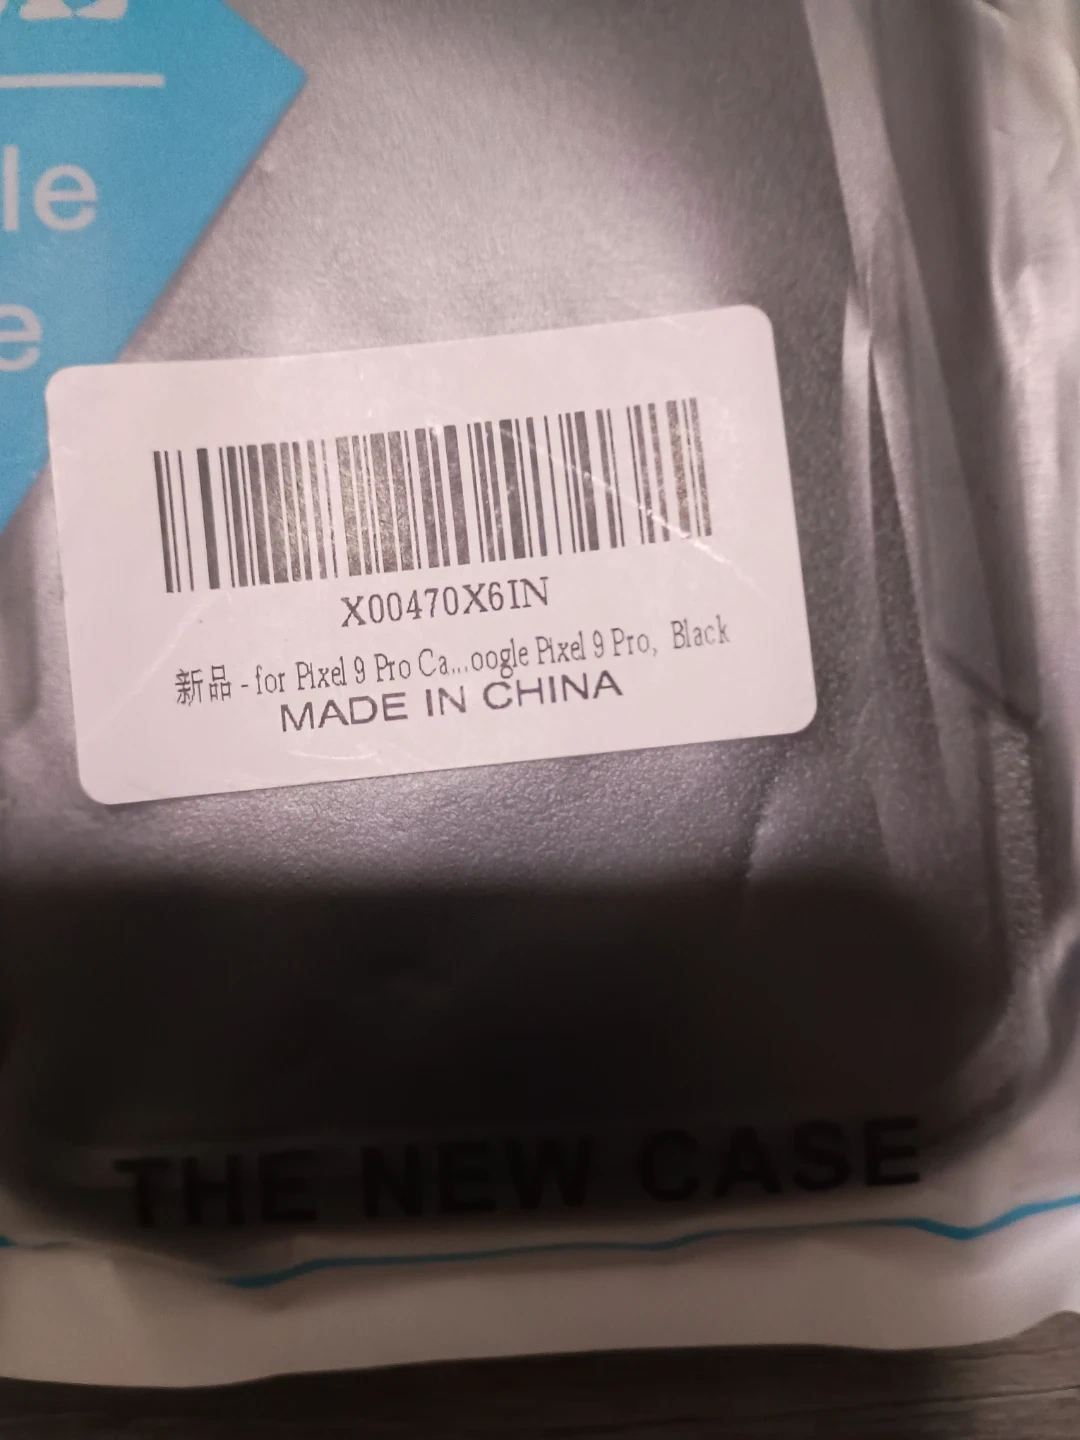 le
e
X00470X6IN
新品 - for Pixel 9 Pro Ca...oogle Pixel 9 Pro, Black
MADE IN CHINA
THE NEW CASE